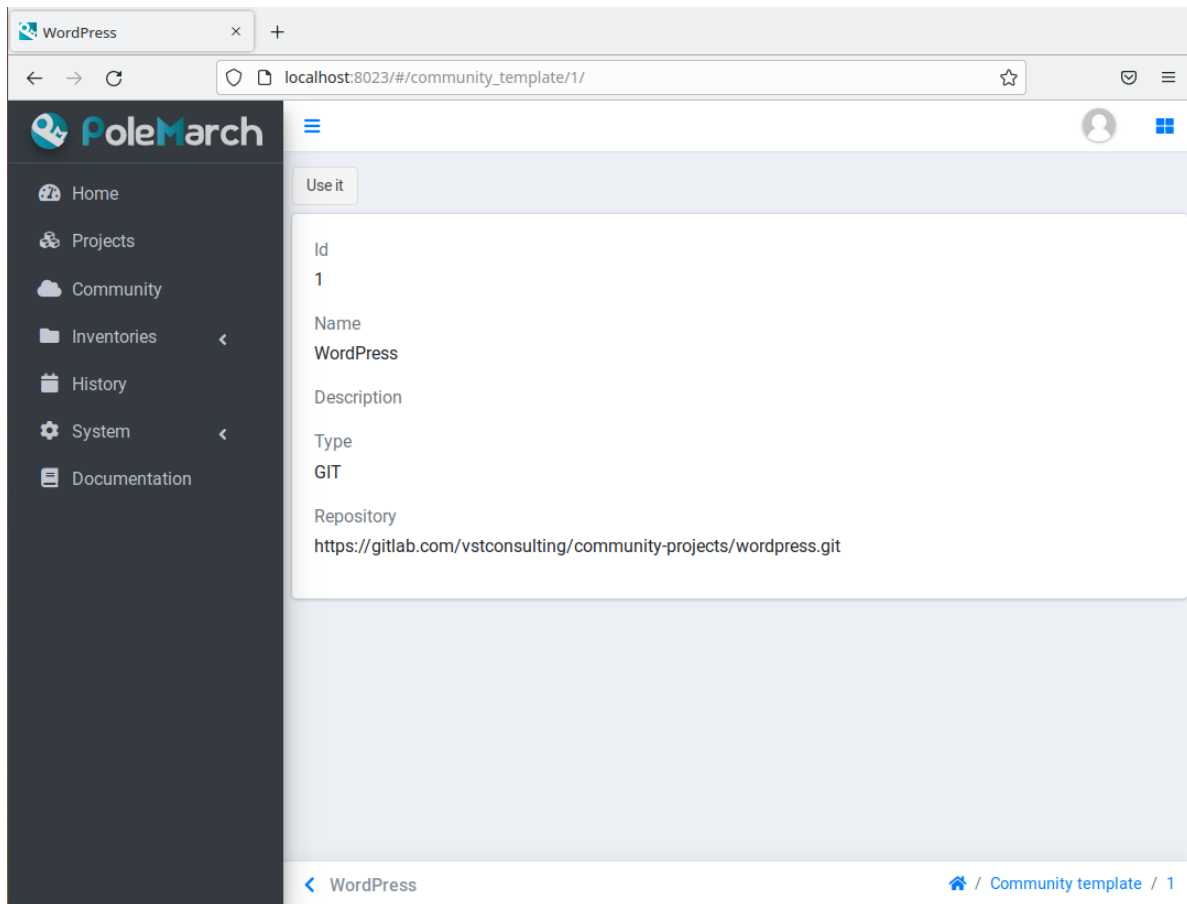 WordPress
localhost:8023/#/community_template/1/
PoleMarch
Home
Projects
Community
Inventories
History
System
Documentation
Use it
Id
1
Name
WordPress
Description
Type
GIT
Repository
https://gitlab.com/vstconsulting/community-projects/wordpress.git
WordPress
/ Community template / 1